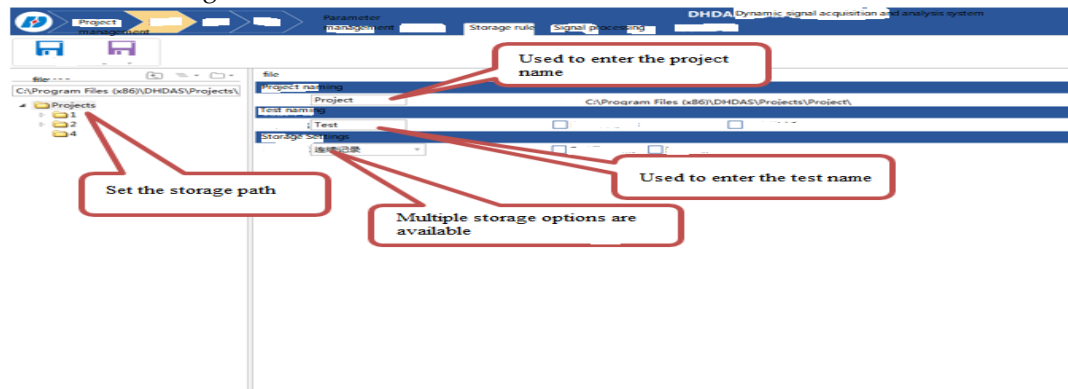 Project
management
Parameter
management
Storage rule
Signal processing
DHDA Dynamic signal acquisition and analysis system
file
C:\Program Files (x86)\DHDAS\Projects\
Projects
1
2
4
file
Project naming
Project
C:\Program Files (x86)\DHDAS\Projects\Project\
Test naming
: Test
Storage Settings
: 连续记录
Used to enter the project
name
Set the storage path
Used to enter the test name
Multiple storage options are
available